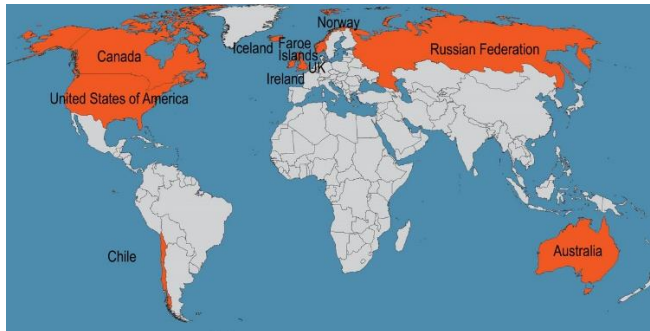 Norway
Iceland
Faroe
Islands
UK
Ireland
Canada
Russian Federation
United States of America
Chile
Australia